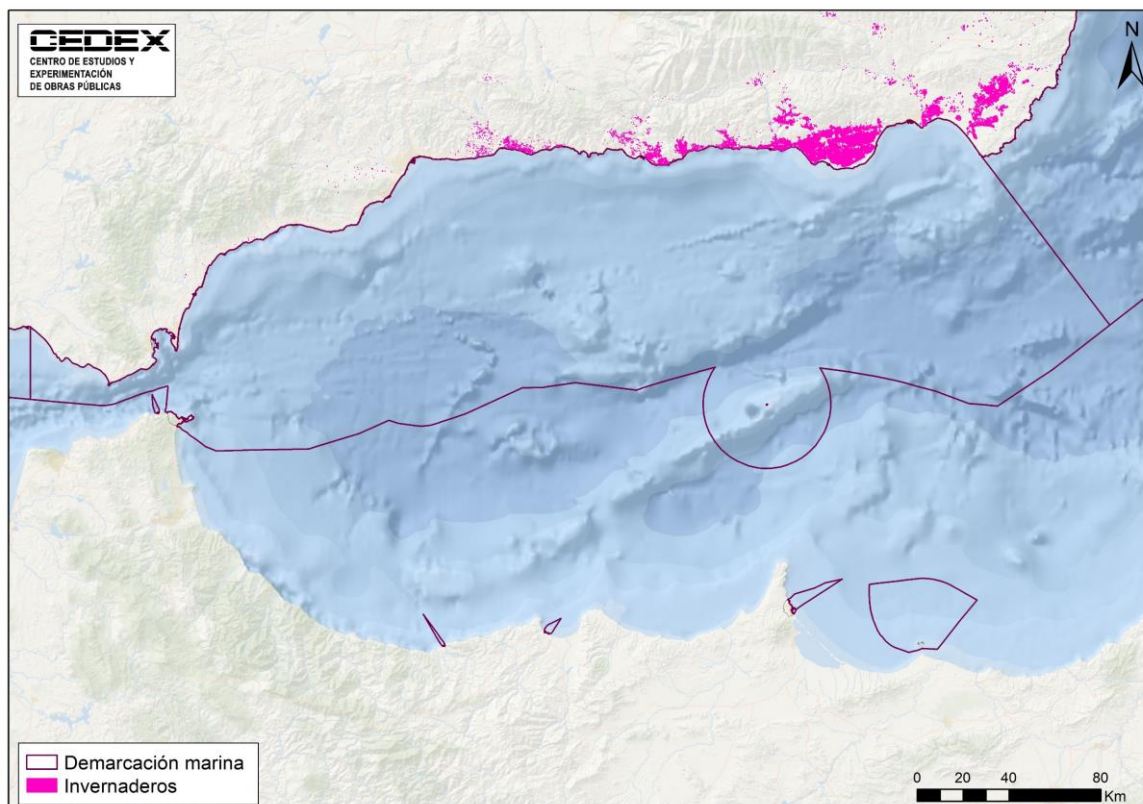 CEDEX
CENTRO DE ESTUDIOS Y
EXPERIMENTACIÓN
DE OBRAS PÚBLICAS
N
Demarcación marina
Invernaderos
0 20 40 80
Km